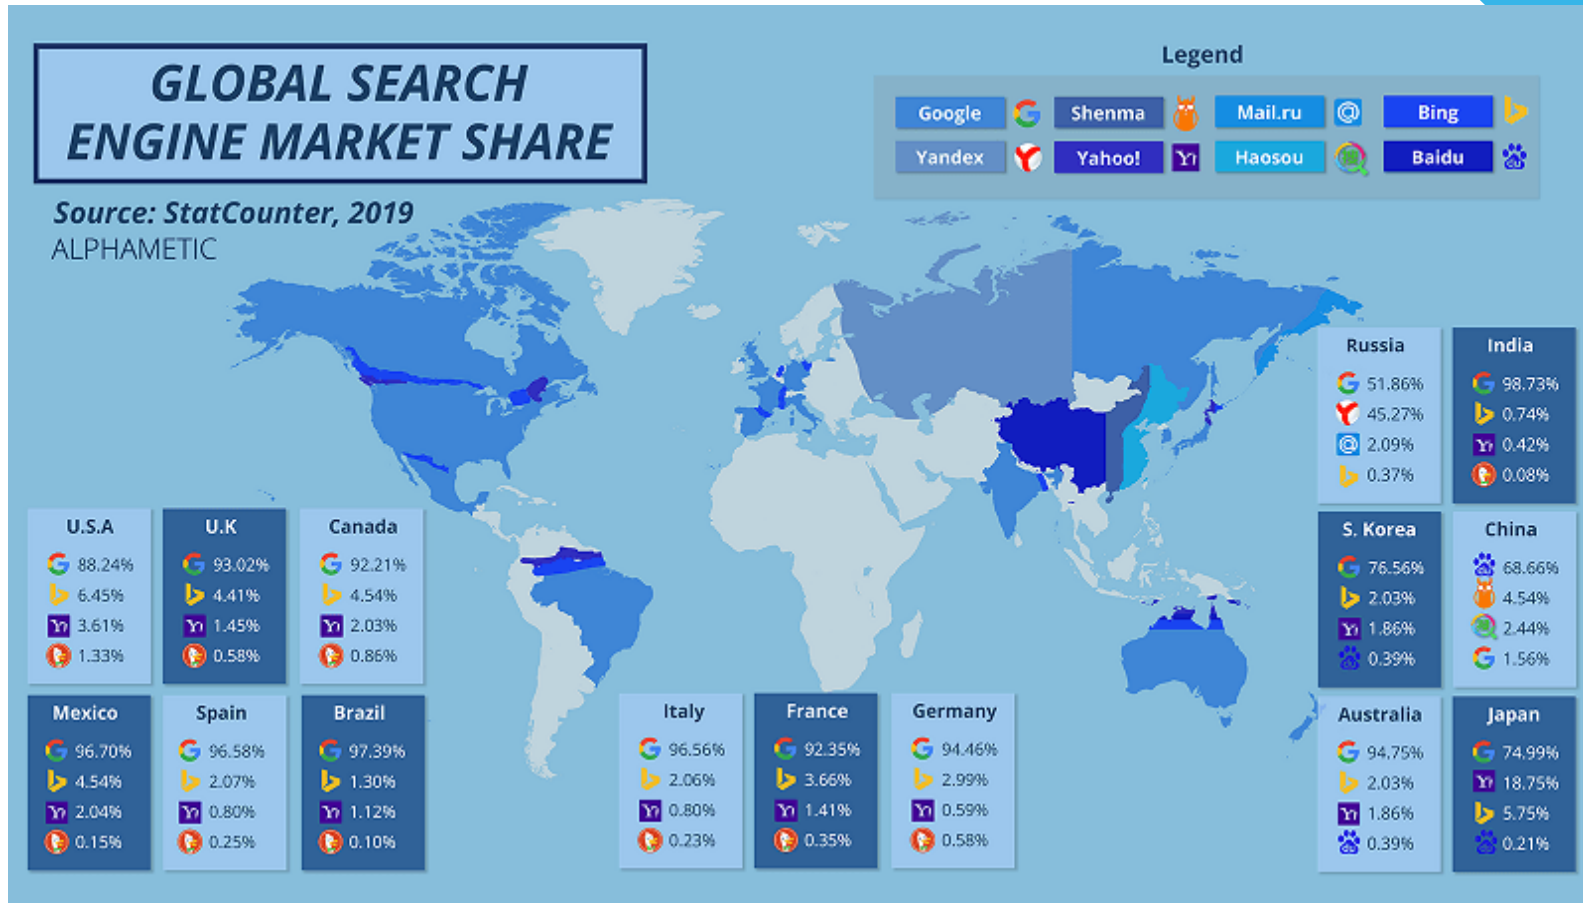 GLOBAL SEARCH
ENGINE MARKET SHARE
Source: StatCounter, 2019
ALPHAMETIC
Legend
Google
Shenma
Mail.ru
Bing
Yandex
Yahoo!
Haosou
Baidu
Russia
51.86%
45.27%
2.09%
0.37%
India
98.73%
0.74%
0.42%
0.08%
U.S.A
88.24%
6.45%
3.61%
1.33%
U.K
93.02%
4.41%
1.45%
0.58%
Canada
92.21%
4.54%
2.03%
0.86%
S. Korea
76.56%
2.03%
1.86%
0.39%
China
68.66%
4.54%
2.44%
1.56%
Mexico
96.70%
4.54%
2.04%
0.15%
Spain
96.58%
2.07%
0.80%
0.25%
Brazil
97.39%
1.30%
1.12%
0.10%
Italy
96.56%
2.06%
0.80%
0.23%
France
92.35%
3.66%
1.41%
0.35%
Germany
94.46%
2.99%
0.59%
0.58%
Australia
94.75%
2.03%
1.86%
0.39%
Japan
74.99%
18.75%
5.75%
0.21%